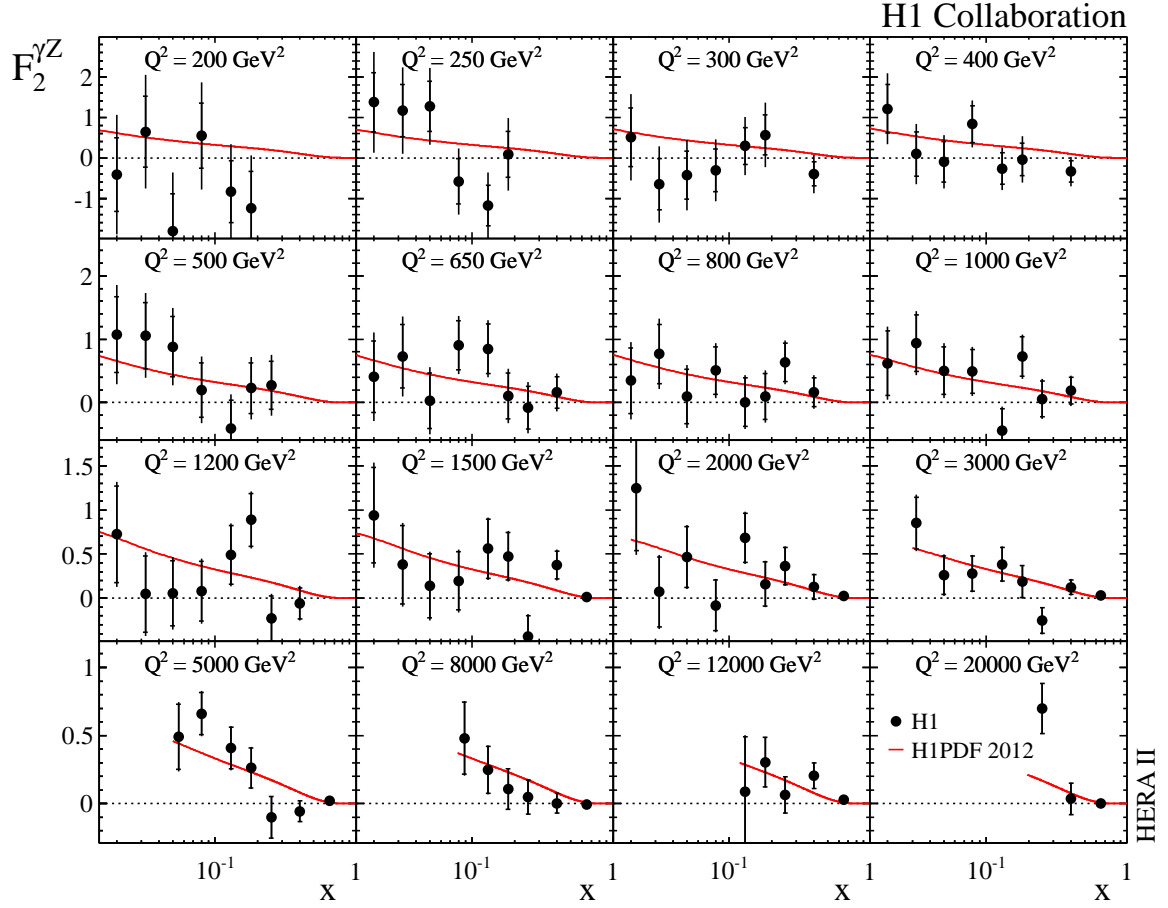 H1 Collaboration
F₂^γZ
Q² = 200 GeV² Q² = 250 GeV² Q² = 300 GeV² Q² = 400 GeV²
2
1
0
-1
Q² = 500 GeV² Q² = 650 GeV² Q² = 800 GeV² Q² = 1000 GeV²
2
1
0
Q² = 1200 GeV² Q² = 1500 GeV² Q² = 2000 GeV² Q² = 3000 GeV²
1.5
1
0.5
0
Q² = 5000 GeV² Q² = 8000 GeV² Q² = 12000 GeV² Q² = 20000 GeV²
1
0.5
0
H1
H1PDF 2012
HERA II
10⁻¹ 1 10⁻¹ 1 10⁻¹ 1 10⁻¹ 1
x x x x